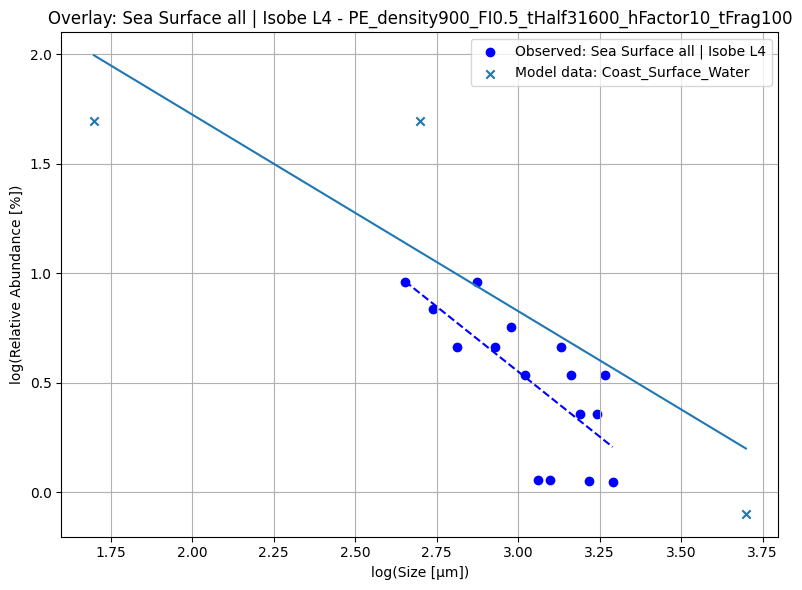 Overlay: Sea Surface all | Isobe L4 - PE_density900_FI0.5_tHalf31600_hFactor10_tFrag100
Observed: Sea Surface all | Isobe L4
Model data: Coast_Surface_Water
log(Relative Abundance [%])
2.0
1.5
1.0
0.5
0.0
1.75 2.00 2.25 2.50 2.75 3.00 3.25 3.50 3.75
log(Size [μm])